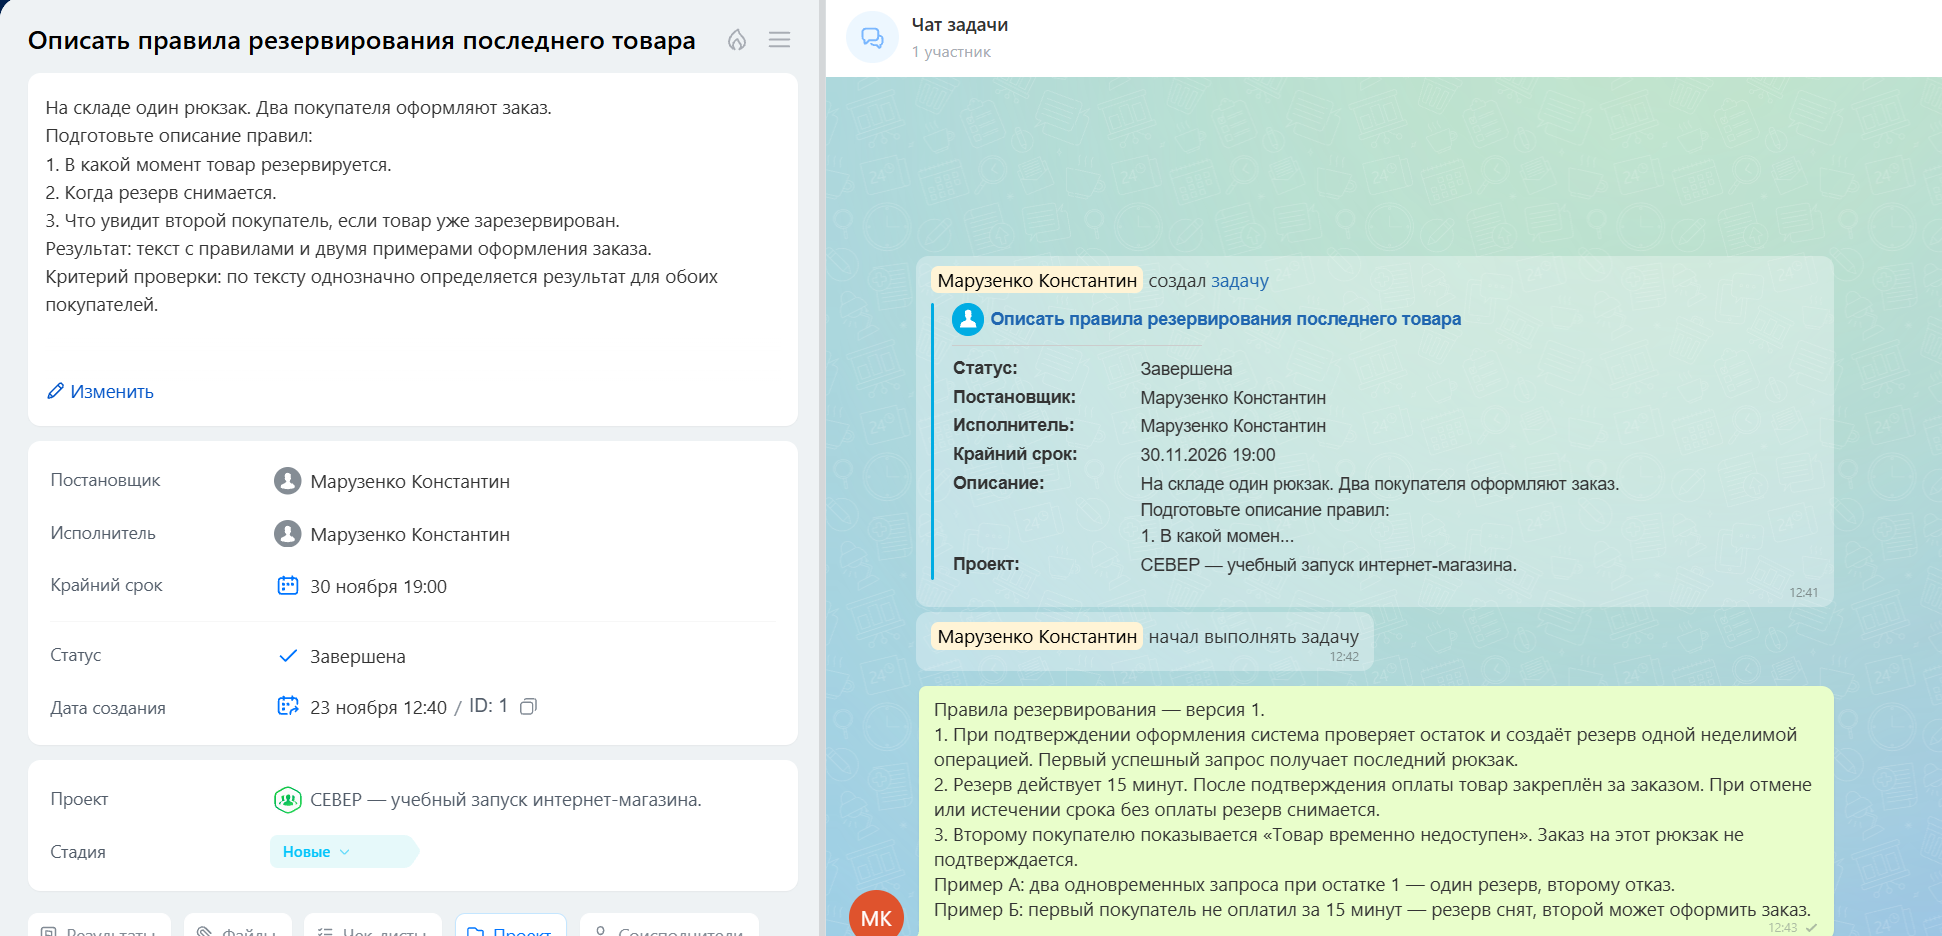 Описать правила резервирования последнего товара
На складе один рюкзак. Два покупателя оформляют заказ.
Подготовьте описание правил:
1. В какой момент товар резервируется.
2. Когда резерв снимается.
3. Что увидит второй покупатель, если товар уже зарезервирован.
Результат: текст с правилами и двумя примерами оформления заказа.
Критерий проверки: по тексту однозначно определяется результат для обоих
покупателей.
Изменить
Постановщик
Марузенко Константин
Исполнитель
Марузенко Константин
Крайний срок
30 ноября 19:00
Статус
Завершена
Дата создания
23 ноября 12:40 / ID: 1
Проект
СЕВЕР — учебный запуск интернет-магазина.
Стадия
Новые
Результаты
Файлы
Чек-листы
Проект
Соисполнители
Чат задачи
1 участник
Марузенко Константин создал задачу
Описать правила резервирования последнего товара
Статус: Завершена
Постановщик: Марузенко Константин
Исполнитель: Марузенко Константин
Крайний срок: 30.11.2026 19:00
Описание: На складе один рюкзак. Два покупателя оформляют заказ.
Подготовьте описание правил:
1. В какой момен...
Проект: СЕВЕР — учебный запуск интернет-магазина.
12:41
Марузенко Константин начал выполнять задачу
12:42
Правила резервирования — версия 1.
1. При подтверждении оформления система проверяет остаток и создаёт резерв одной неделимой
операцией. Первый успешный запрос получает последний рюкзак.
2. Резерв действует 15 минут. После подтверждения оплаты товар закреплён за заказом. При отмене
или истечении срока без оплаты резерв снимается.
3. Второму покупателю показывается «Товар временно недоступен». Заказ на этот рюкзак не
подтверждается.
Пример А: два одновременных запроса при остатке 1 — один резерв, второму отказ.
Пример Б: первый покупатель не оплатил за 15 минут — резерв снят, второй может оформить заказ.
12:43
МК